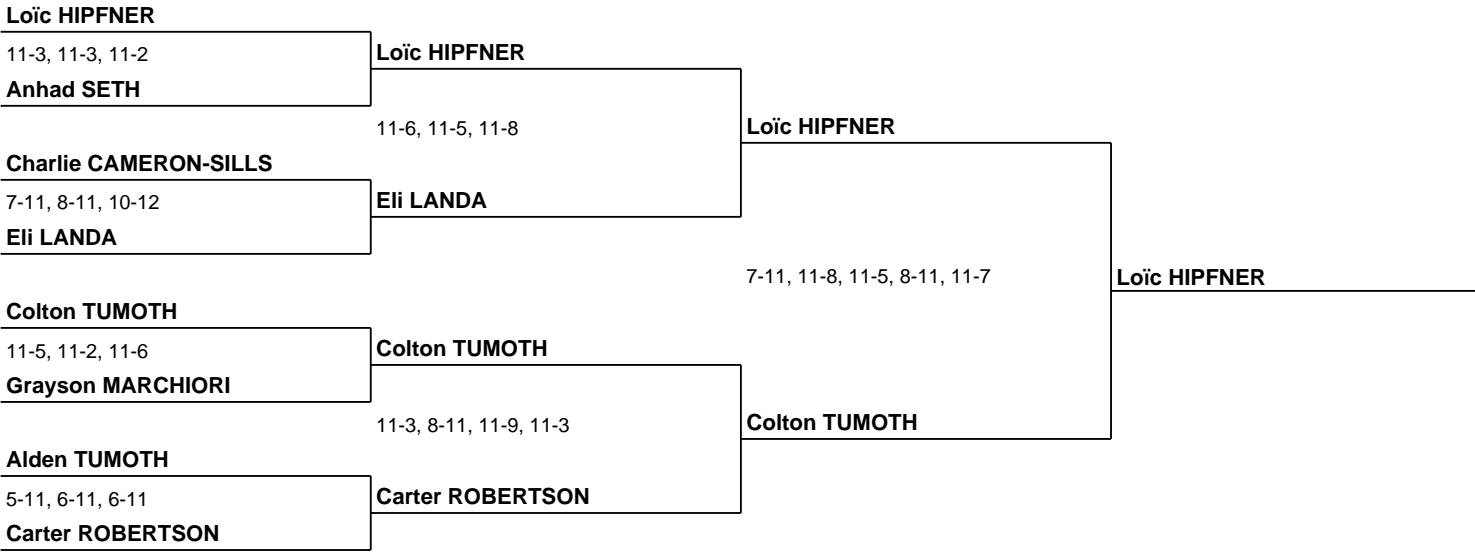 Loïc HIPFNER
11-3, 11-3, 11-2
Anhad SETH
Charlie CAMERON-SILLS
7-11, 8-11, 10-12
Eli LANDA
Colton TUMOTH
11-5, 11-2, 11-6
Grayson MARCHIORI
Alden TUMOTH
5-11, 6-11, 6-11
Carter ROBERTSON
Loïc HIPFNER
11-6, 11-5, 11-8
Eli LANDA
Colton TUMOTH
11-3, 8-11, 11-9, 11-3
Carter ROBERTSON
Loïc HIPFNER
7-11, 11-8, 11-5, 8-11, 11-7
Colton TUMOTH
Loïc HIPFNER